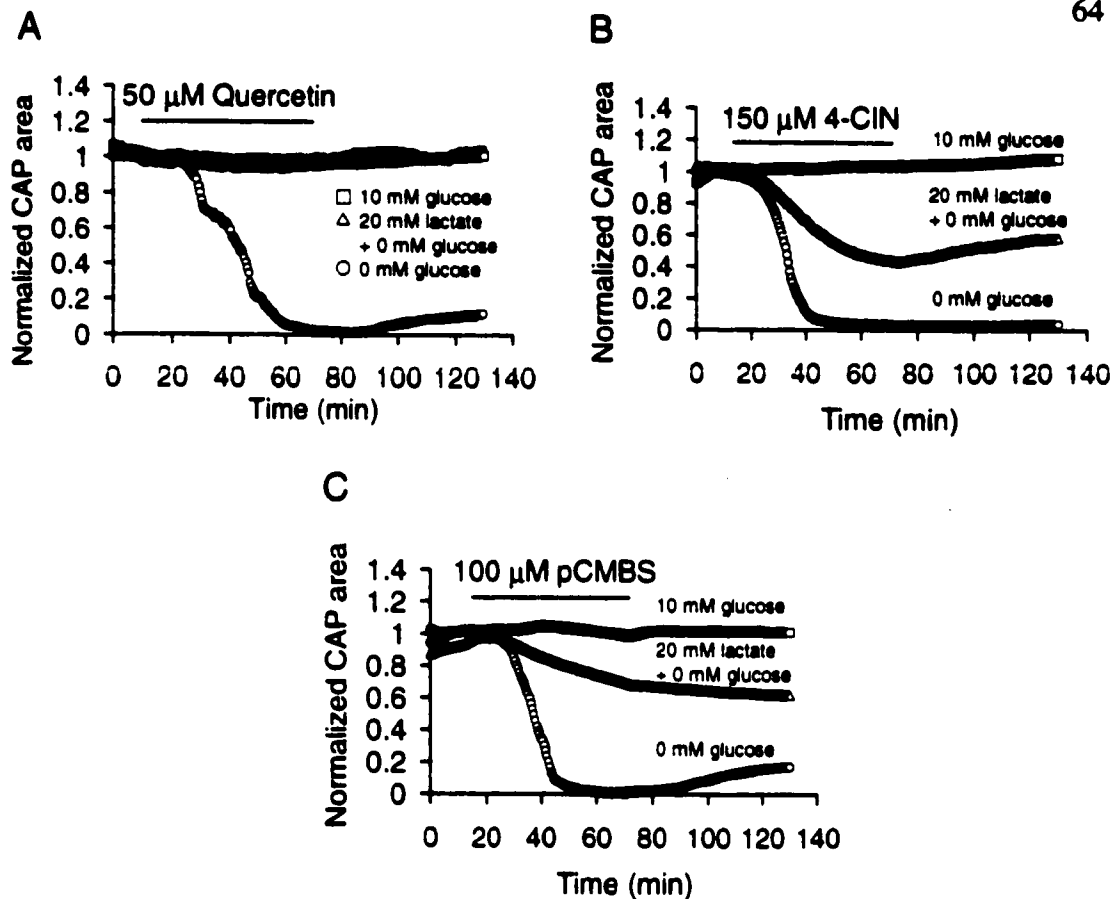 64
A
50 µM Quercetin
Normalized CAP area
1.4
1.2
1
0.8
0.6
0.4
0.2
0
10 mM glucose
20 mM lactate
+ 0 mM glucose
0 mM glucose
0 20 40 60 80 100 120 140
Time (min)
B
150 µM 4-CIN
Normalized CAP area
1.4
1.2
1
0.8
0.6
0.4
0.2
0
10 mM glucose
20 mM lactate
+ 0 mM glucose
0 mM glucose
0 20 40 60 80 100 120 140
Time (min)
C
100 µM pCMBS
Normalized CAP area
1.4
1.2
1
0.8
0.6
0.4
0.2
0
10 mM glucose
20 mM lactate
+ 0 mM glucose
0 mM glucose
0 20 40 60 80 100 120 140
Time (min)